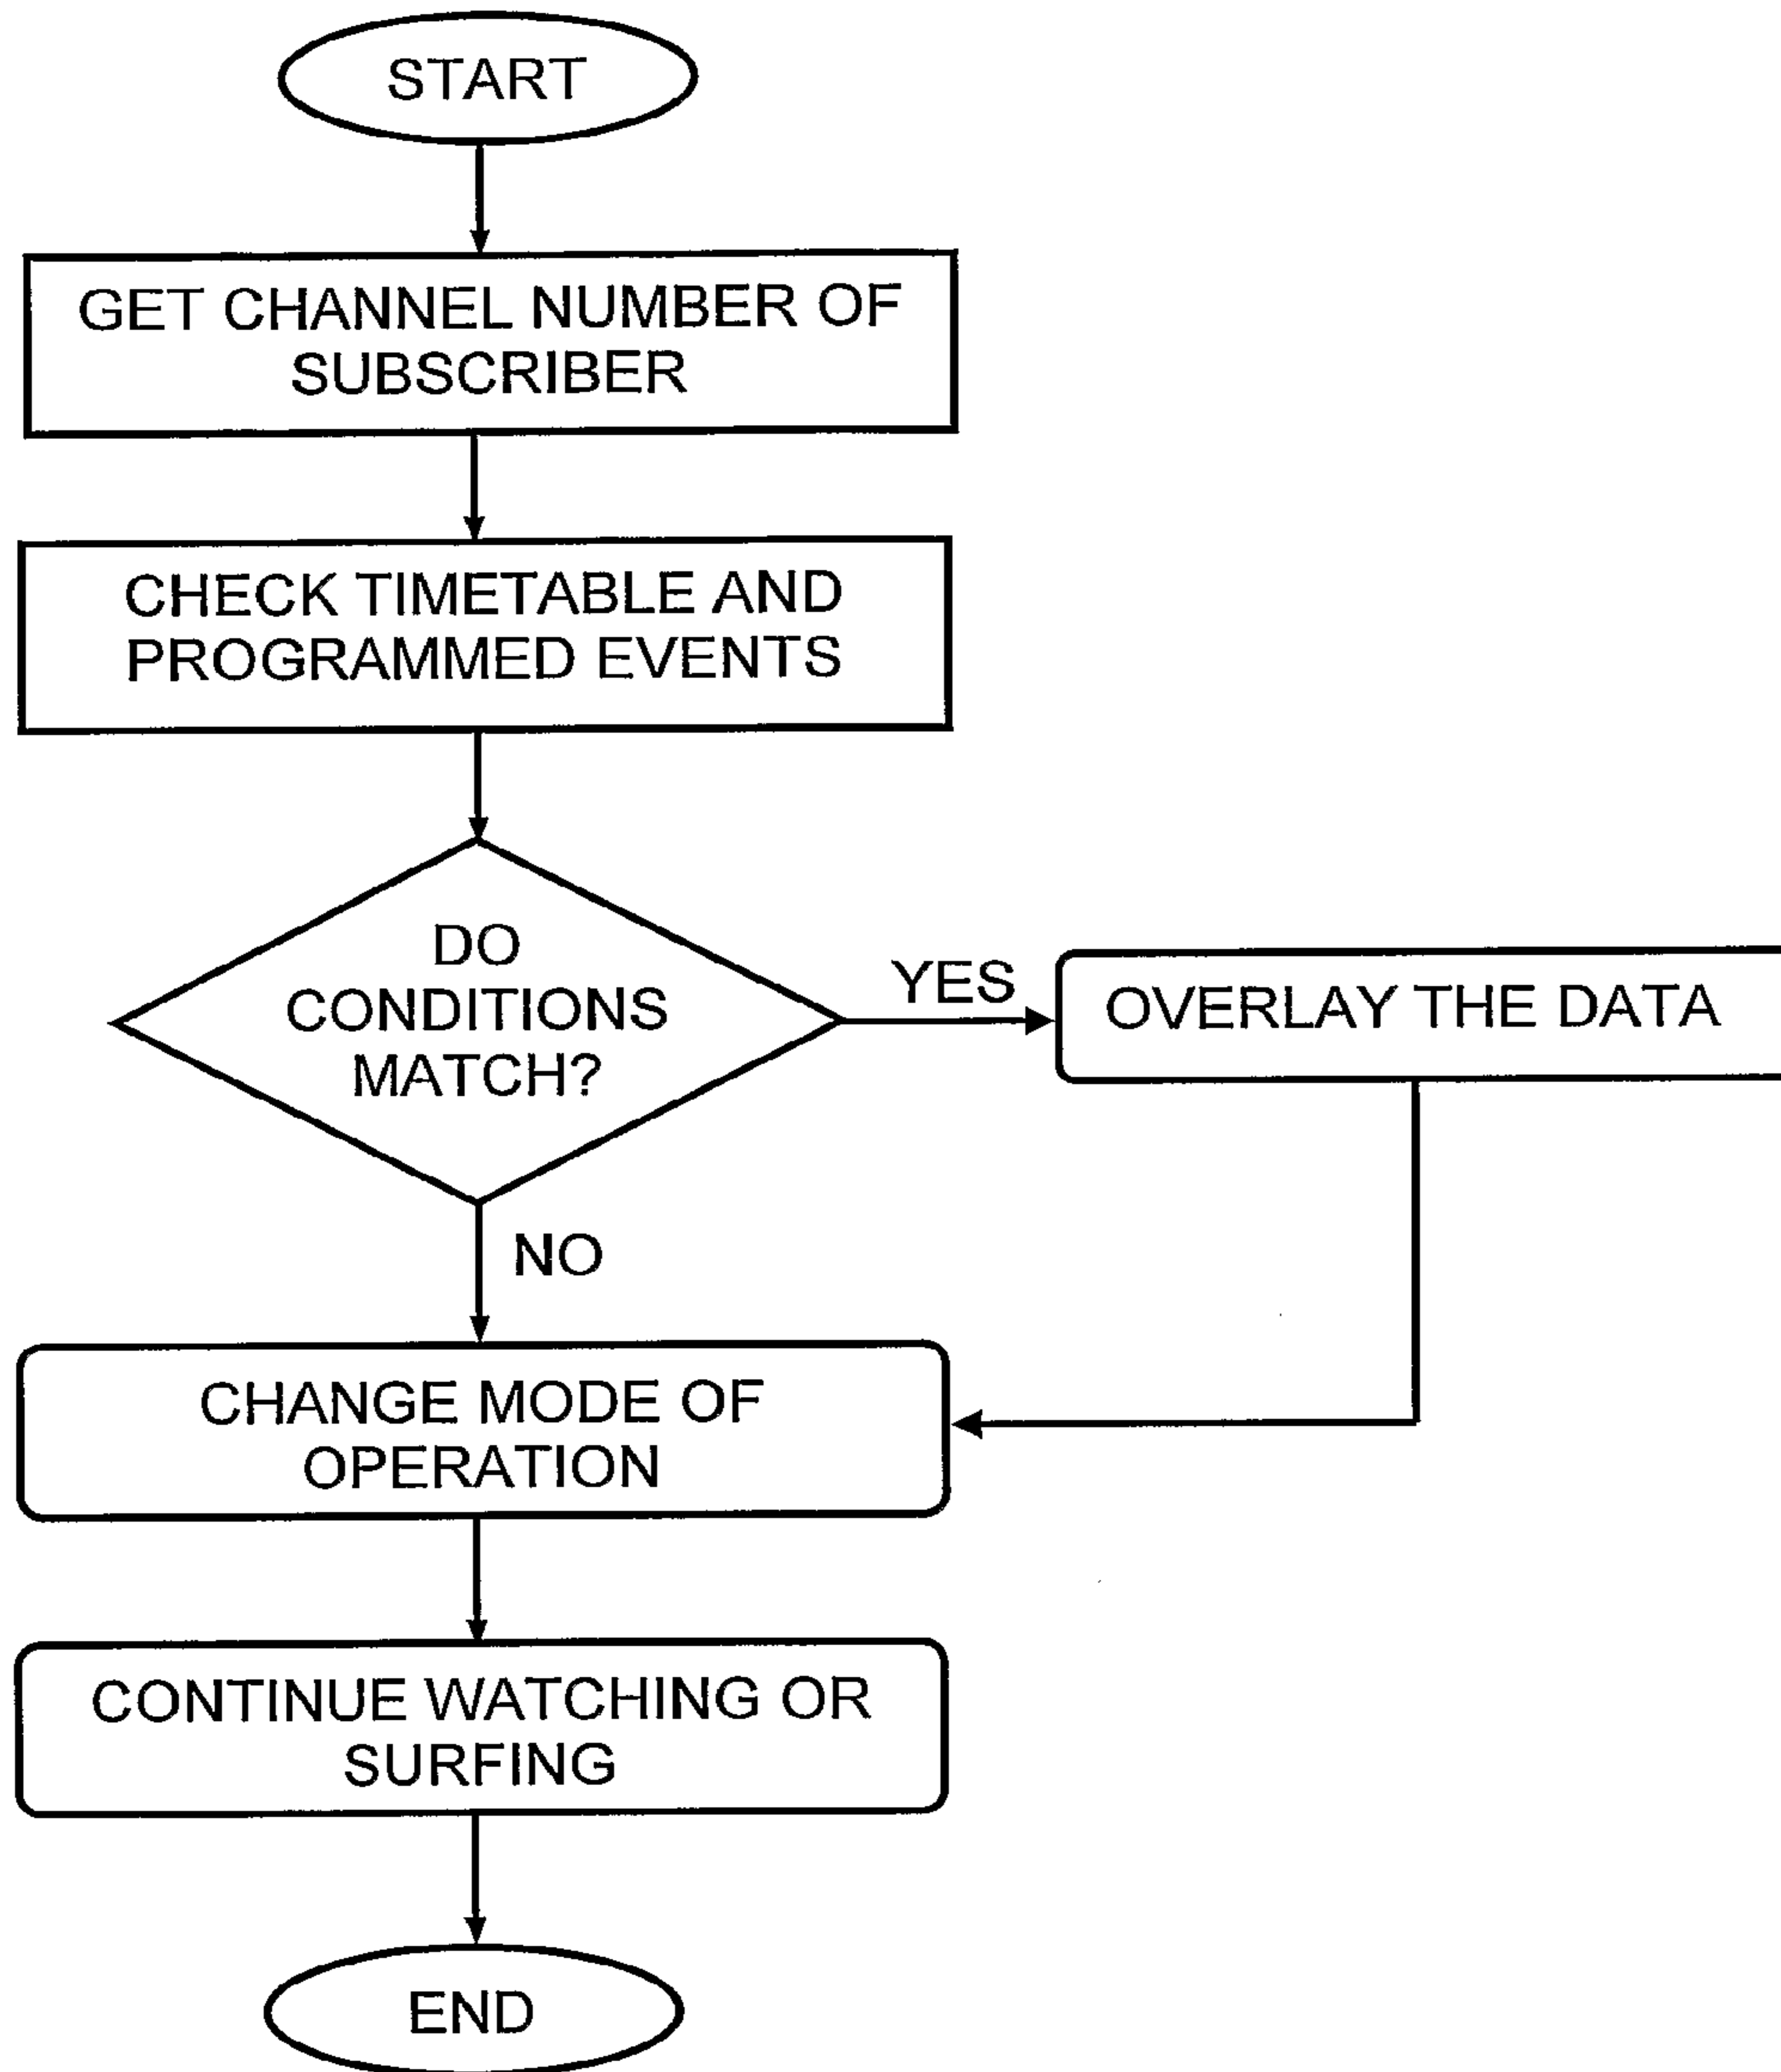 START
GET CHANNEL NUMBER OF
SUBSCRIBER
CHECK TIMETABLE AND
PROGRAMMED EVENTS
DO
CONDITIONS
MATCH?
YES
OVERLAY THE DATA
NO
CHANGE MODE OF
OPERATION
CONTINUE WATCHING OR
SURFING
END